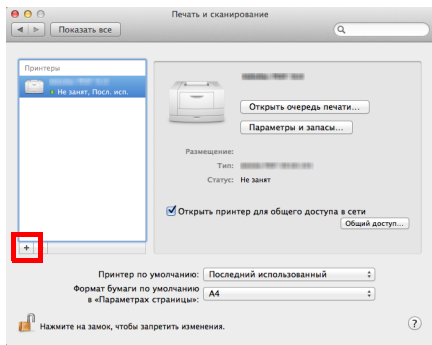 Печать и сканирование
Показать все
Принтеры
Не занят, Посл. исп.
Открыть очередь печати...
Параметры и запасы...
Размещение:
Тип:
Статус: Не занят
Открыть принтер для общего доступа в сети
Общий доступ...
+
Принтер по умолчанию: Последний использованный
Формат бумаги по умолчанию
в «Параметрах страницы»: A4
Нажмите на замок, чтобы запретить изменения.
?